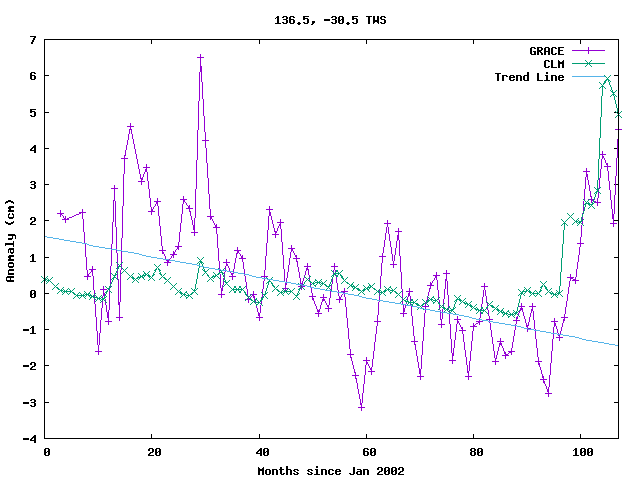 136.5, -30.5 TWS
GRACE
CLM
Trend Line
7
6
5
4
3
2
1
0
-1
-2
-3
-4
Anomaly (cm)
0 20 40 60 80 100
Months since Jan 2002